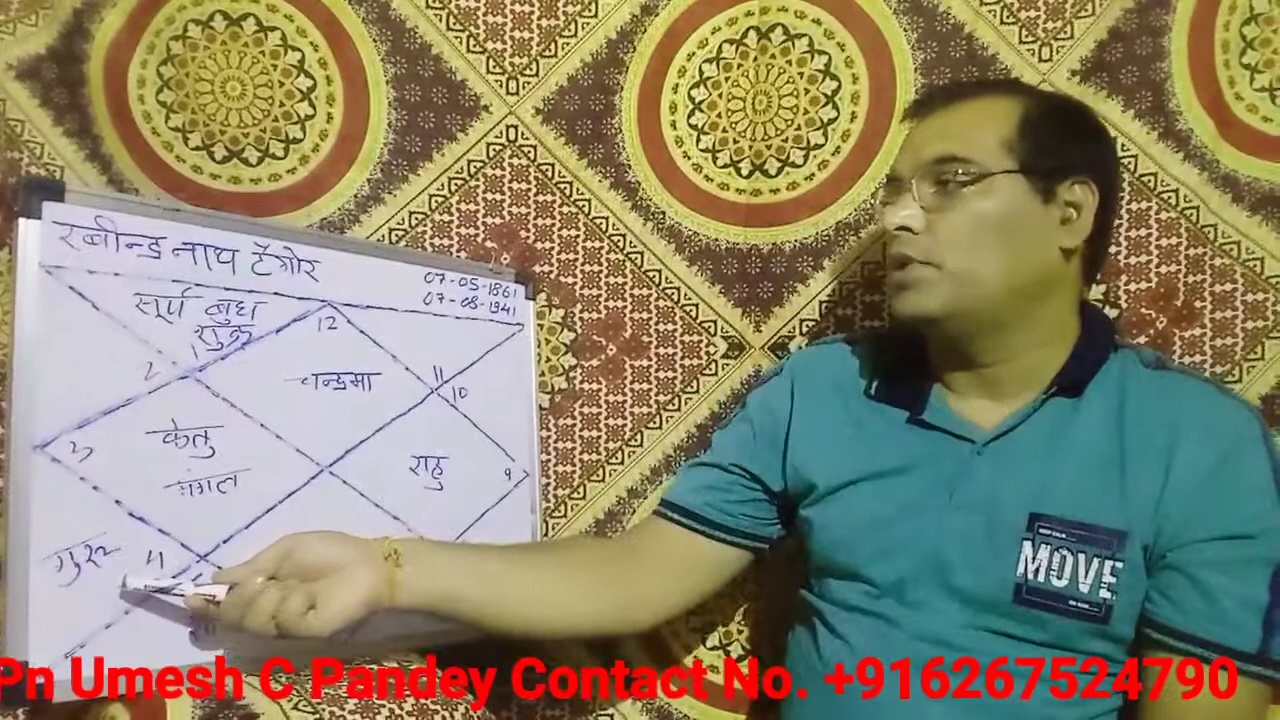 रबीन्द्र नाथ टैगोर
07-05-1861
07-08-1941
सूर्य बुध
शुक्र
12
1
2
चन्द्रमा
11
10
3
केतु
मंगल
राहु
9
गुरु
4
MOVE
Pn Umesh C Pandey Contact No. +916267524790